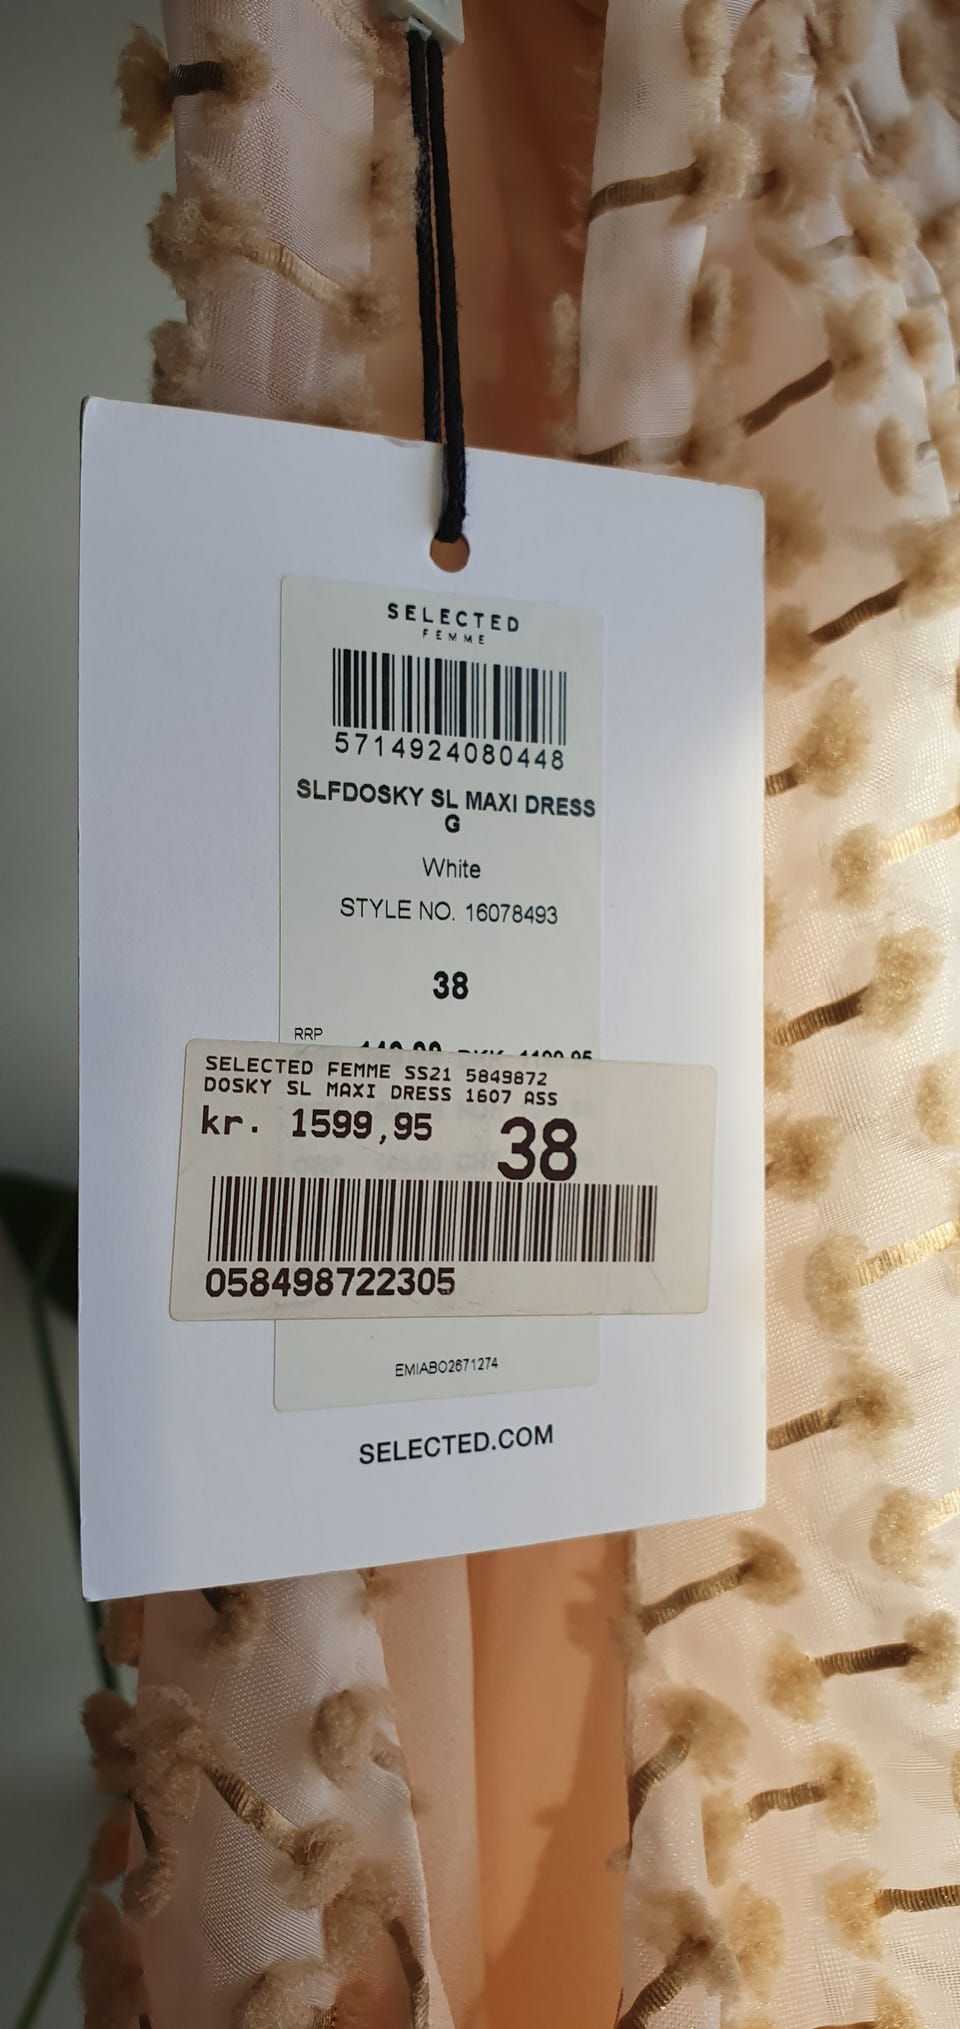 SELECTED
FEMME
5714924080448
SLFDOSKY SL MAXI DRESS
G
White
STYLE NO. 16078493
38
RRP
SELECTED FEMME SS21 5849872
DOSKY SL MAXI DRESS 1607 ASS
kr. 1599,95 38
058498722305
EMIABO2671274
SELECTED.COM